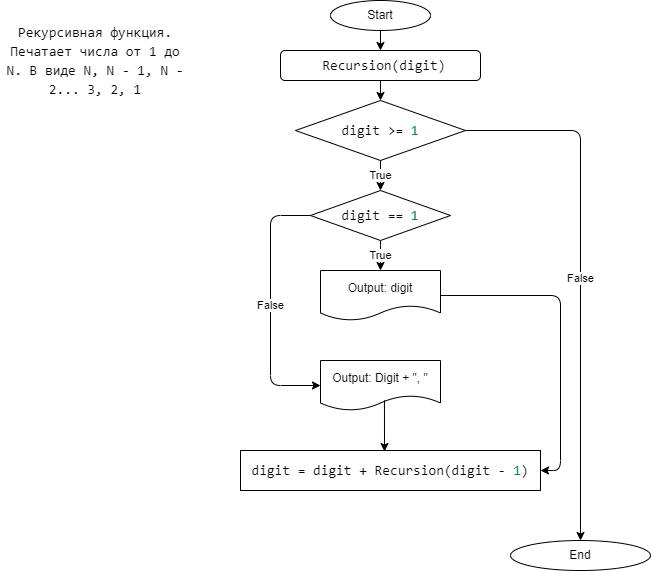 Рекурсивная функция.
Печатает числа от 1 до
N. В виде N, N - 1, N -
2... 3, 2, 1
Start
Recursion(digit)
digit >= 1
True
digit == 1
True
False
Output: digit
False
Output: Digit + ", "
digit = digit + Recursion(digit - 1)
End